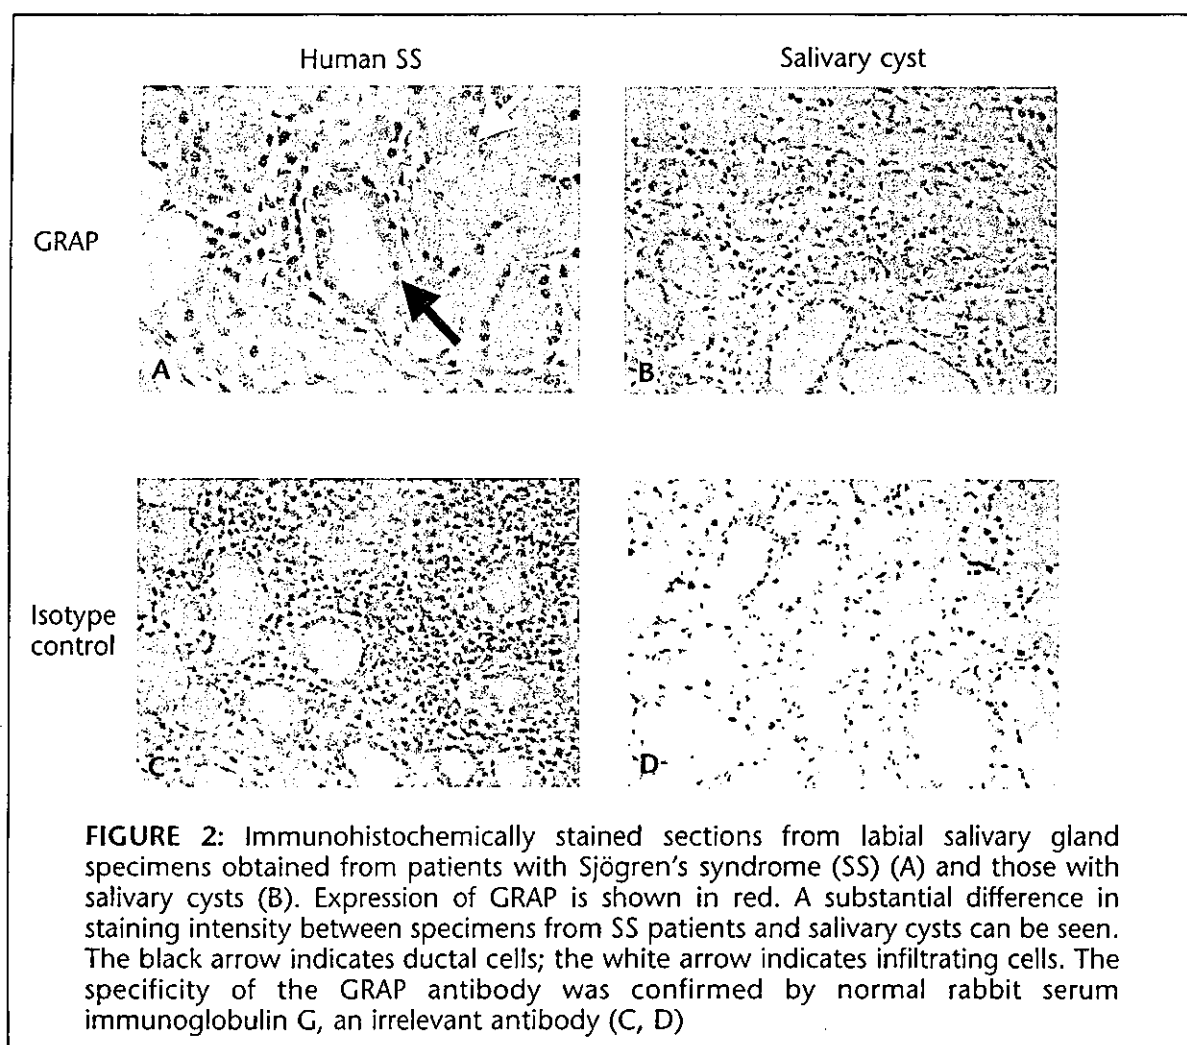 Human SS
Salivary cyst
GRAP
A
B
Isotype
control
C
D
FIGURE 2: Immunohistochemically stained sections from labial salivary gland
specimens obtained from patients with Sjögren's syndrome (SS) (A) and those with
salivary cysts (B). Expression of GRAP is shown in red. A substantial difference in
staining intensity between specimens from SS patients and salivary cysts can be seen.
The black arrow indicates ductal cells; the white arrow indicates infiltrating cells. The
specificity of the GRAP antibody was confirmed by normal rabbit serum
immunoglobulin G, an irrelevant antibody (C, D)